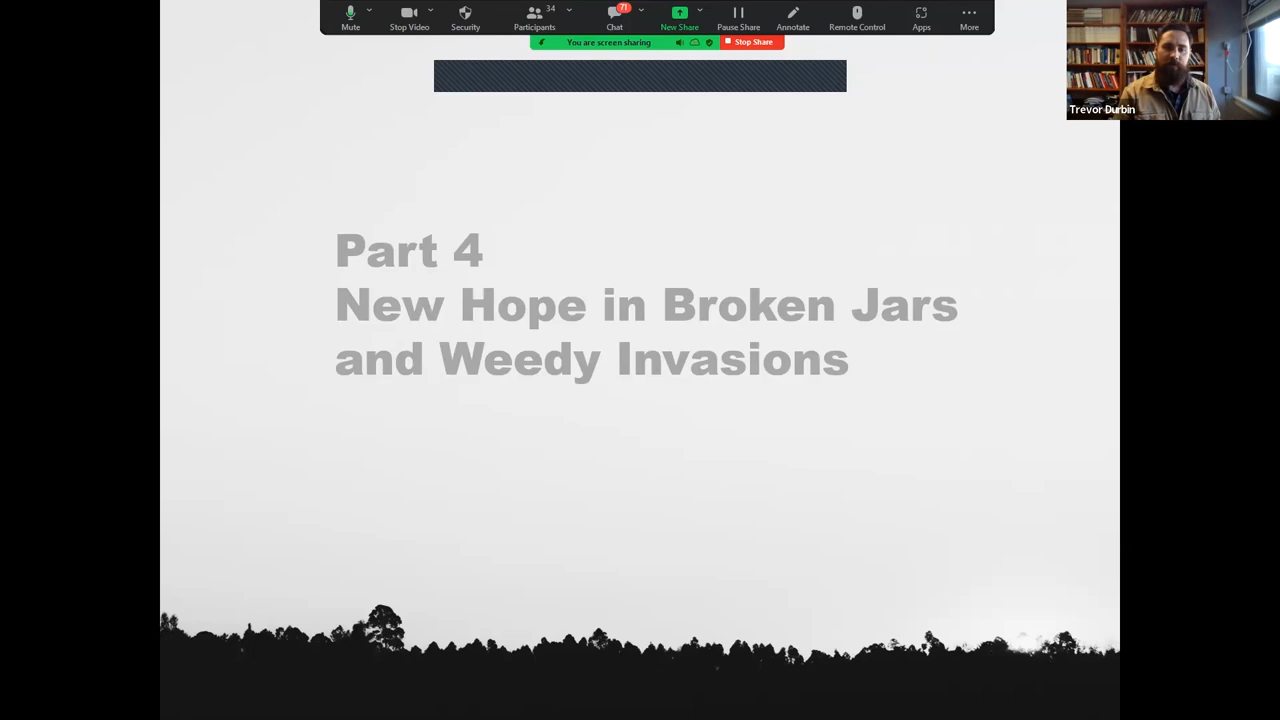 34
71
Mute
Stop Video
Security
Participants
Chat
New Share
Pause Share
Annotate
Remote Control
Apps
More
You are screen sharing
Stop Share
Trevor Durbin
Part 4
New Hope in Broken Jars
and Weedy Invasions